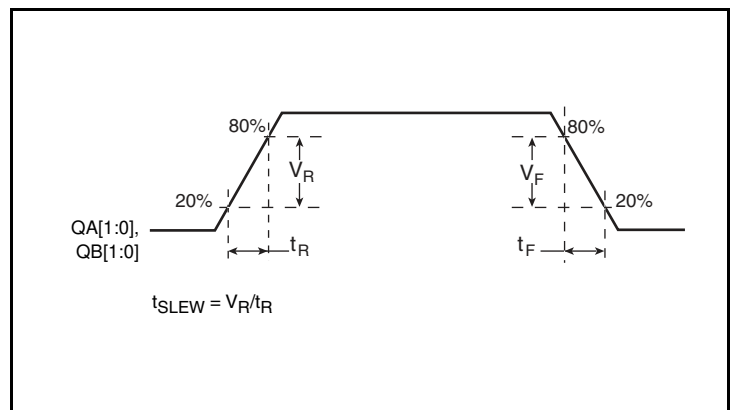 80%
80%
V_R
V_F
20%
20%
QA[1:0],
QB[1:0]
t_R
t_F
t_SLEW = V_R/t_R